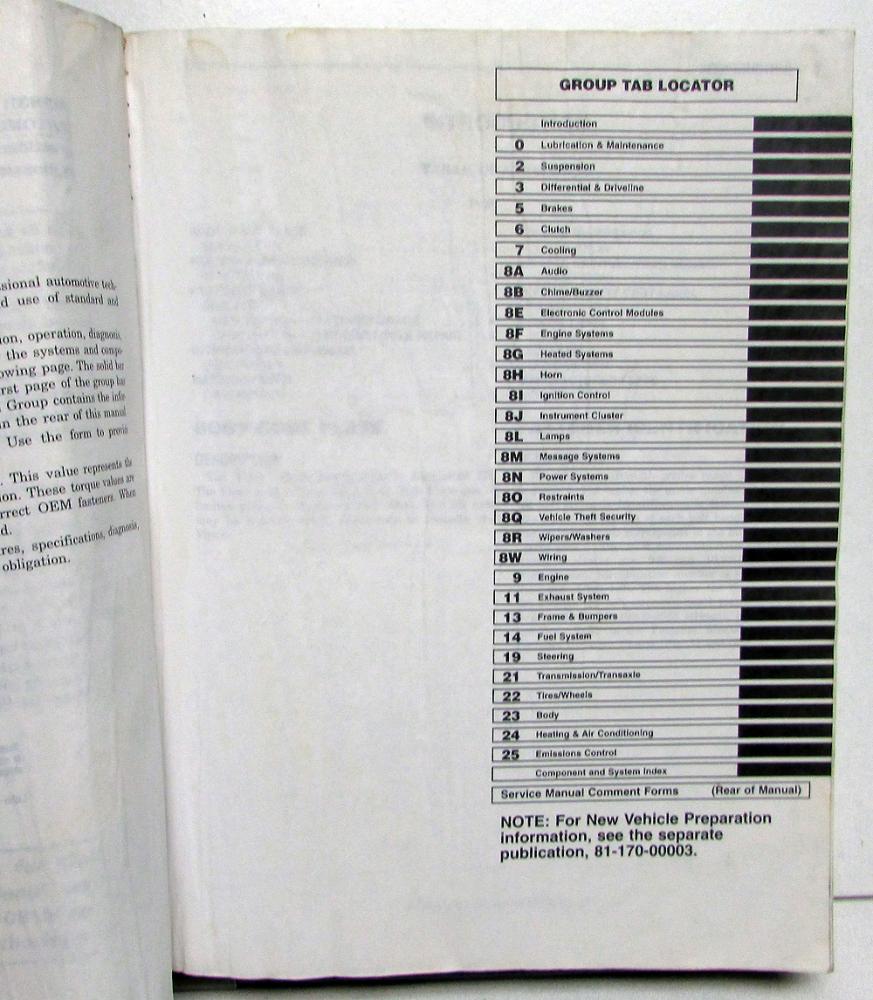 sional automotive tech-
d use of standard and
ion, operation, diagnosis,
the systems and compo-
owing page. The solid bar
rst page of the group has
Group contains the info-
n the rear of this manual
Use the form to provide
. This value represents the
on. These torque values are
rrect OEM fasteners. When
d.
res, specifications, diagnosis,
obligation.
GROUP TAB LOCATOR
Introduction
0 Lubrication & Maintenance
2 Suspension
3 Differential & Driveline
5 Brakes
6 Clutch
7 Cooling
8A Audio
8B Chime/Buzzer
8E Electronic Control Modules
8F Engine Systems
8G Heated Systems
8H Horn
8I Ignition Control
8J Instrument Cluster
8L Lamps
8M Message Systems
8N Power Systems
8O Restraints
8Q Vehicle Theft Security
8R Wipers/Washers
8W Wiring
9 Engine
11 Exhaust System
13 Frame & Bumpers
14 Fuel System
19 Steering
21 Transmission/Transaxle
22 Tires/Wheels
23 Body
24 Heating & Air Conditioning
25 Emissions Control
Component and System Index
Service Manual Comment Forms (Rear of Manual)
NOTE: For New Vehicle Preparation
information, see the separate
publication, 81-170-00003.